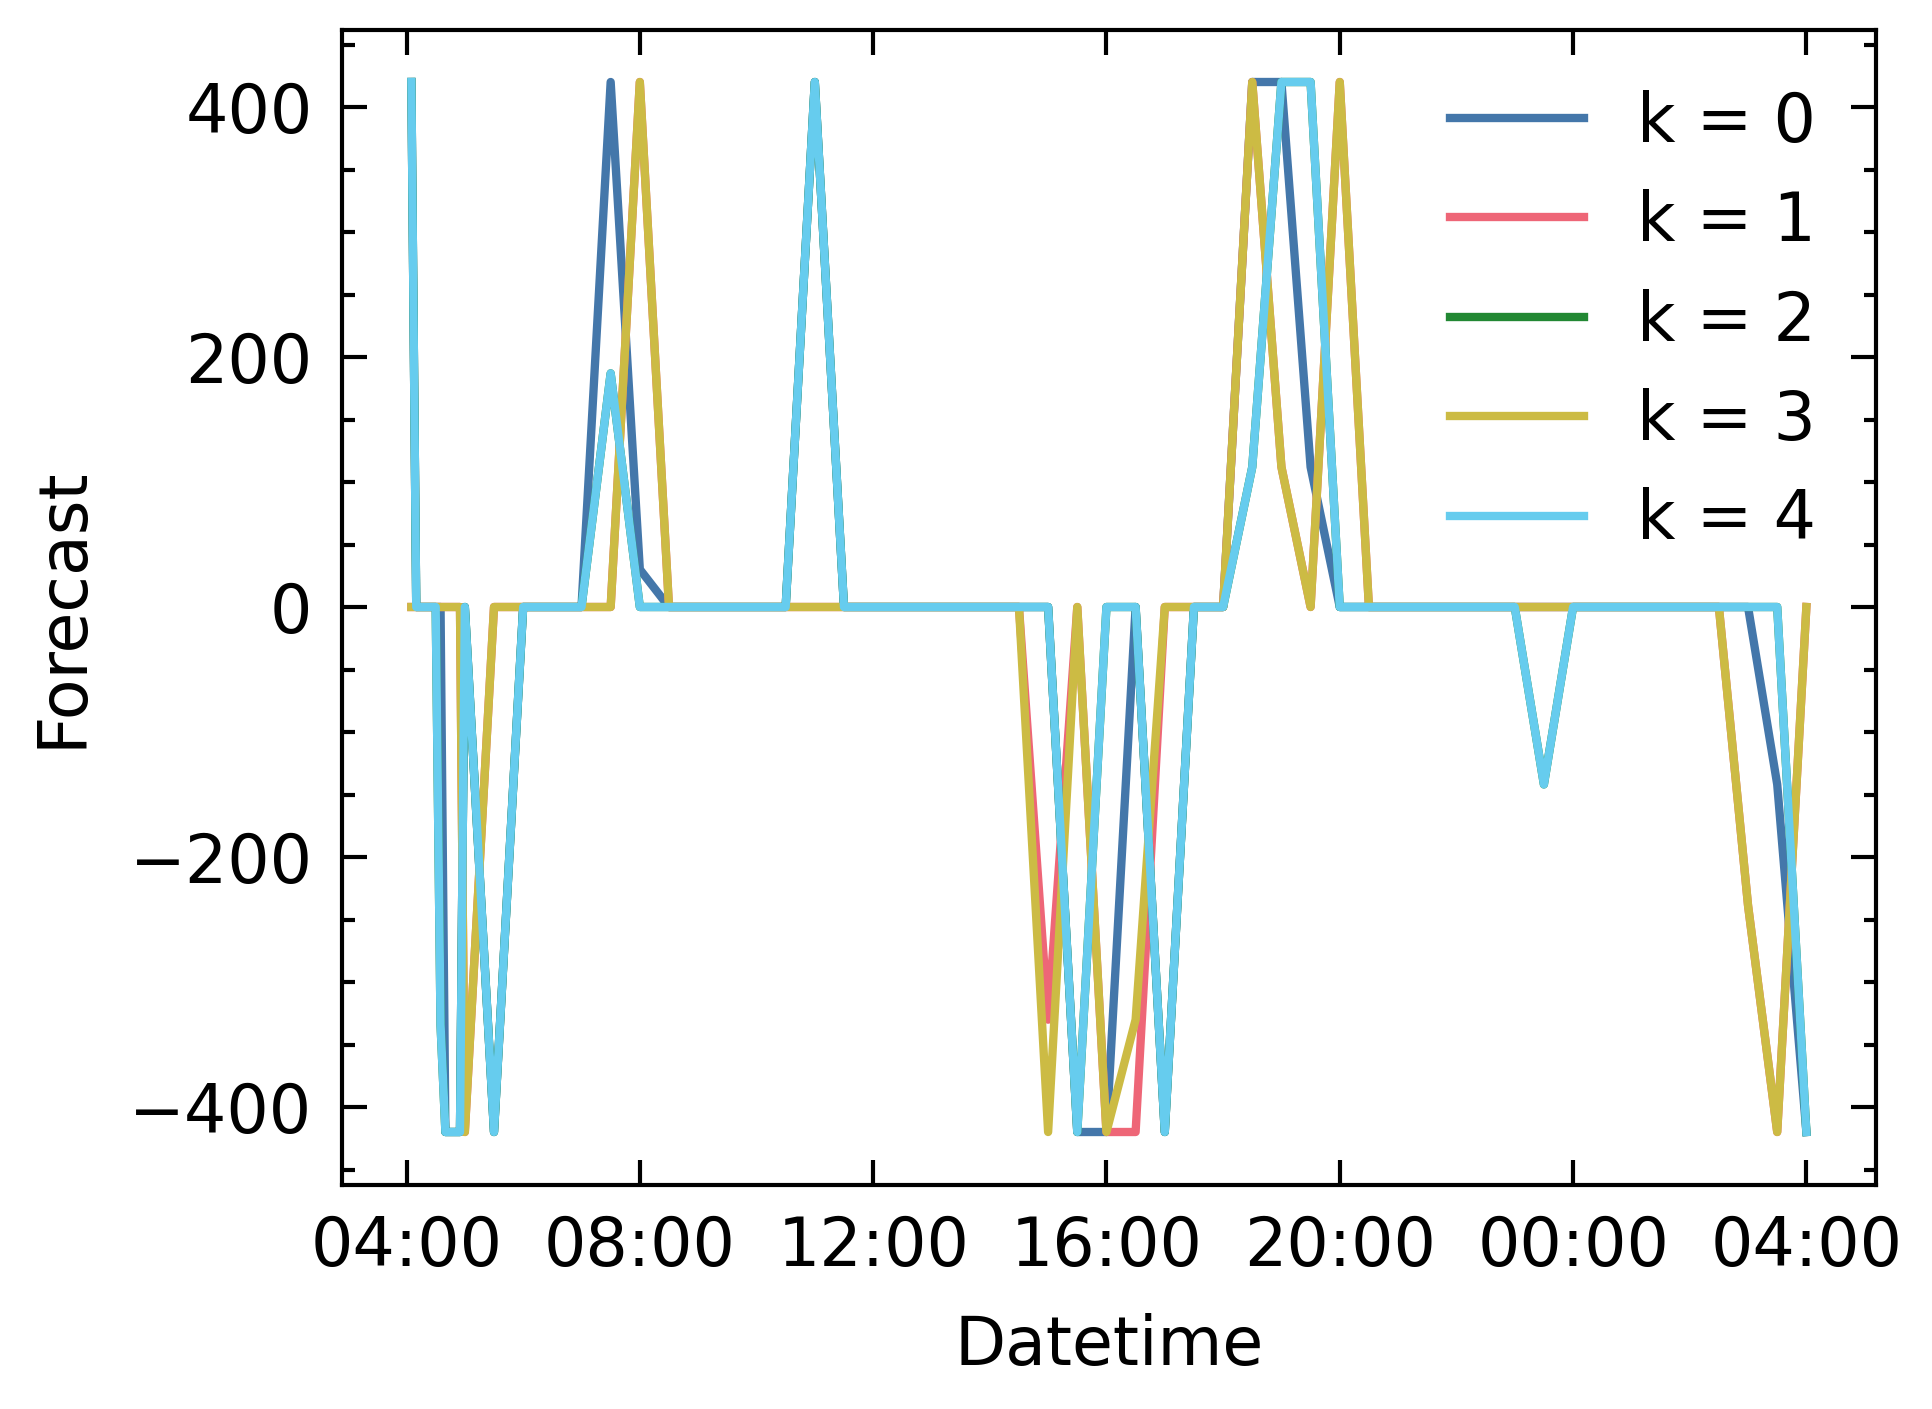 400
200
0
−200
−400
Forecast
k = 0
k = 1
k = 2
k = 3
k = 4
04:00 08:00 12:00 16:00 20:00 00:00 04:00
Datetime